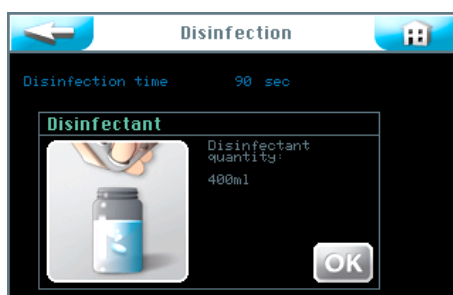 Disinfection
Disinfection time 90 sec
Disinfectant
Disinfectant
quantity:
400ml
OK